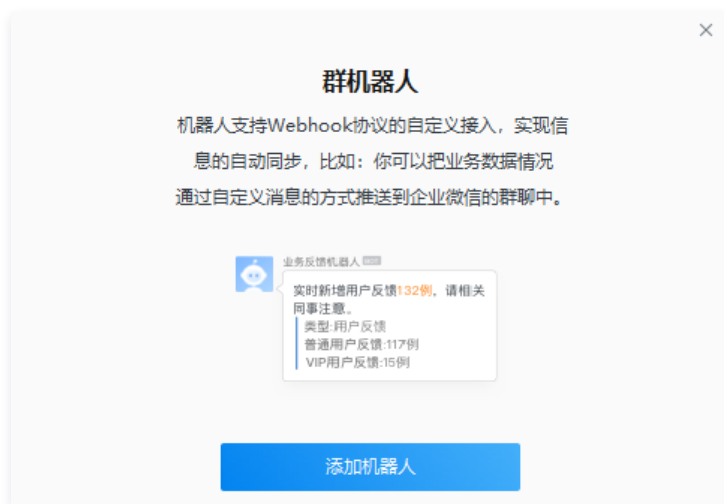 群机器人
机器人支持Webhook协议的自定义接入，实现信
息的自动同步，比如：你可以把业务数据情况
通过自定义消息的方式推送到企业微信的群聊中。
业务反馈机器人 BOT
实时新增用户反馈132例，请相关
同事注意。
类型:用户反馈
普通用户反馈:117例
VIP用户反馈:15例
添加机器人